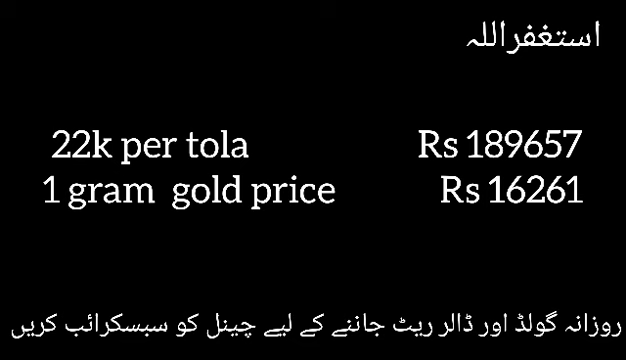 استغفراللہ
22k per tola Rs 189657
1 gram gold price Rs 16261
روزانہ گولڈ اور ڈالر ریٹ جاننے کے لیے چینل کو سبسکرائب کریں